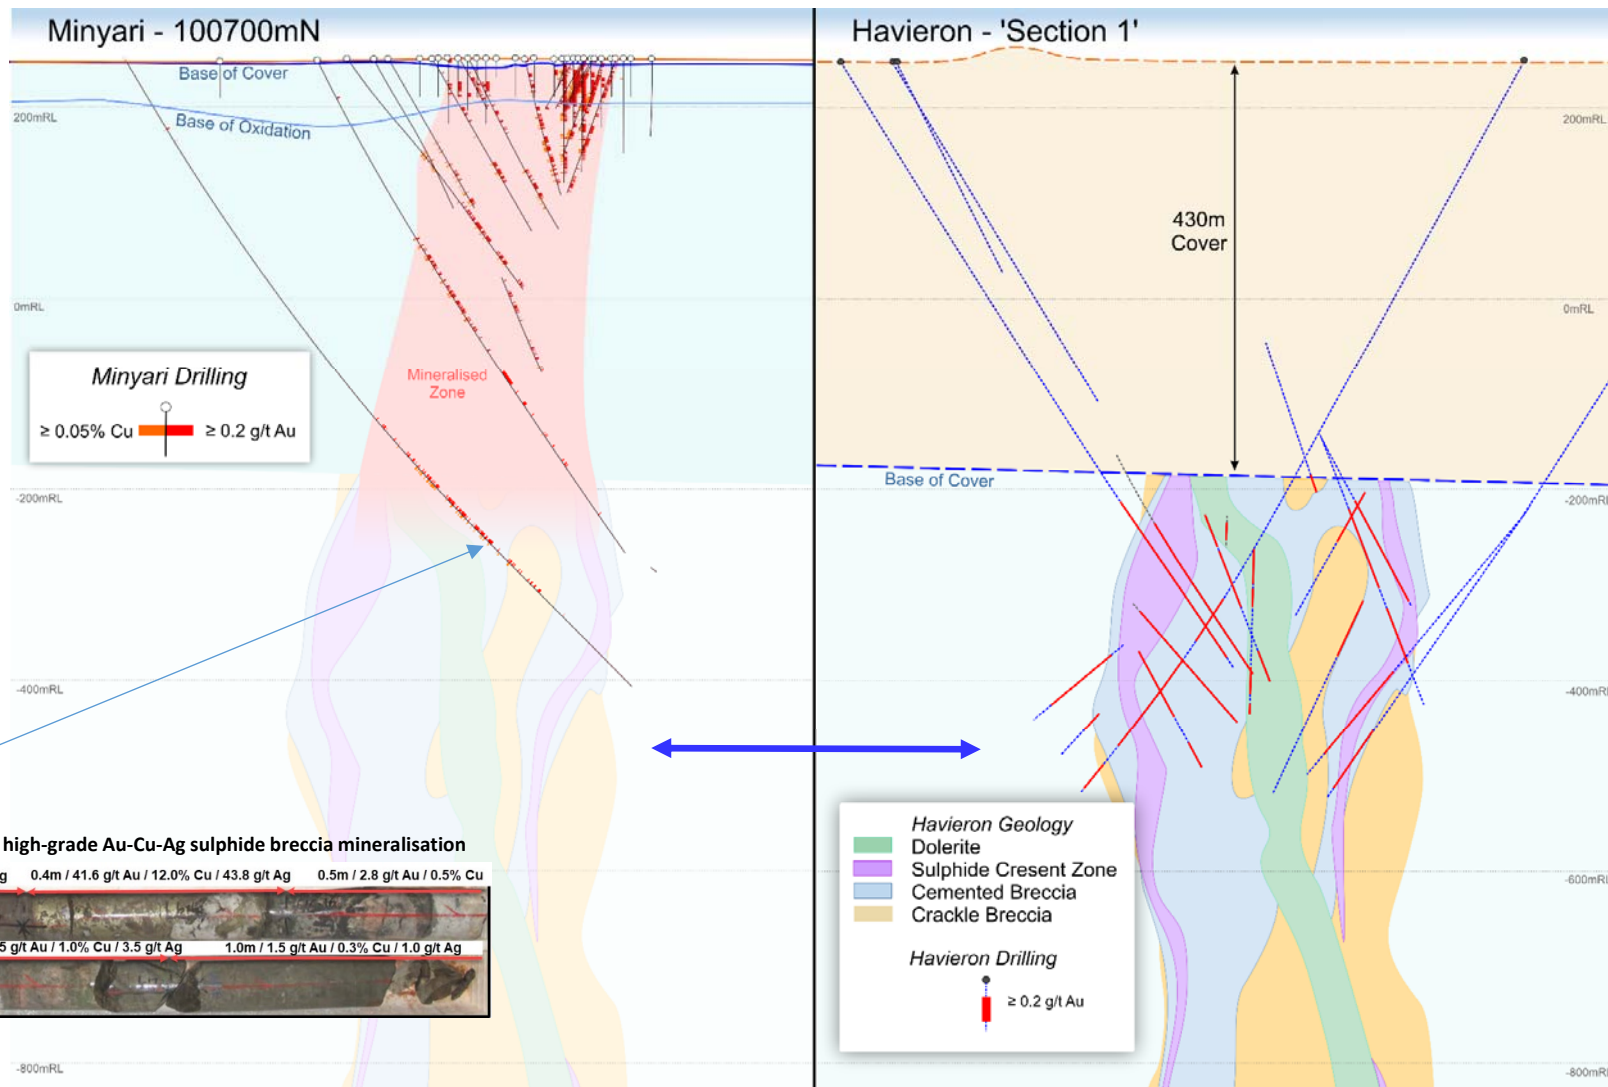 Minyari - 100700mN
Base of Cover
Base of Oxidation
200mRL
0mRL
Minyari Drilling
≥ 0.05% Cu
≥ 0.2 g/t Au
Mineralised
Zone
-200mRL
-400mRL
high-grade Au-Cu-Ag sulphide breccia mineralisation
g
0.4m / 41.6 g/t Au / 12.0% Cu / 43.8 g/t Ag
0.5m / 2.8 g/t Au / 0.5% Cu
5 g/t Au / 1.0% Cu / 3.5 g/t Ag
1.0m / 1.5 g/t Au / 0.3% Cu / 1.0 g/t Ag
-800mRL
Havieron - 'Section 1'
200mRL
430m
Cover
0mRL
Base of Cover
-200mRL
-400mRL
Havieron Geology
Dolerite
Sulphide Cresent Zone
Cemented Breccia
Crackle Breccia
Havieron Drilling
≥ 0.2 g/t Au
-600mRL
-800mRL